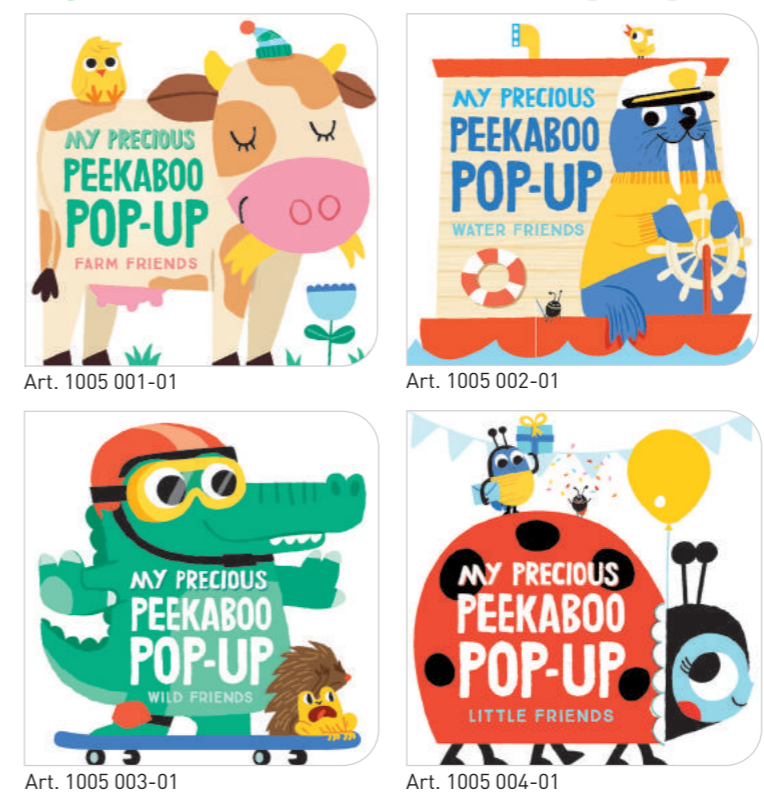 MY PRECIOUS
PEEKABOO
POP-UP
FARM FRIENDS
Art. 1005 001-01
MY PRECIOUS
PEEKABOO
POP-UP
WATER FRIENDS
Art. 1005 002-01
MY PRECIOUS
PEEKABOO
POP-UP
WILD FRIENDS
Art. 1005 003-01
MY PRECIOUS
PEEKABOO
POP-UP
LITTLE FRIENDS
Art. 1005 004-01